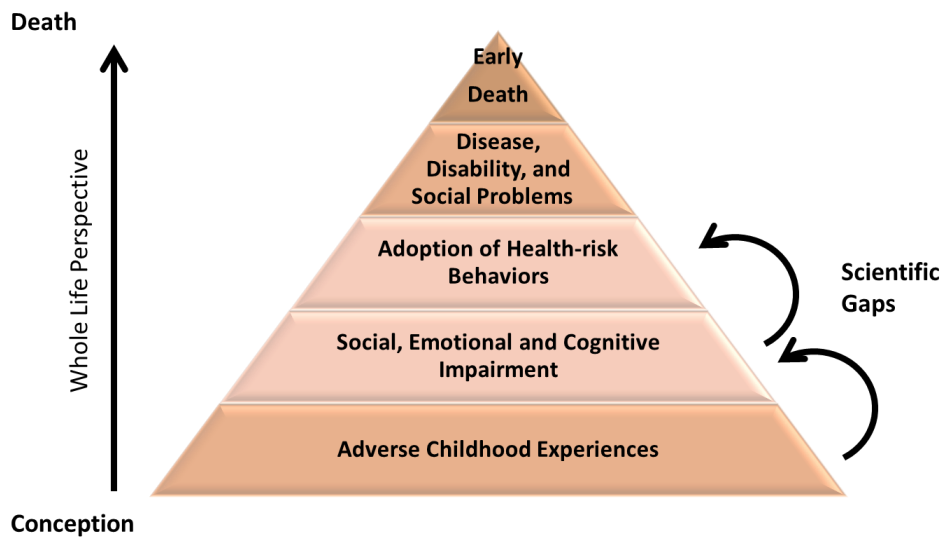 Death
Early
Death
Disease,
Disability, and
Social Problems
Whole Life Perspective
Adoption of Health-risk
Behaviors
Scientific
Gaps
Social, Emotional and Cognitive
Impairment
Adverse Childhood Experiences
Conception